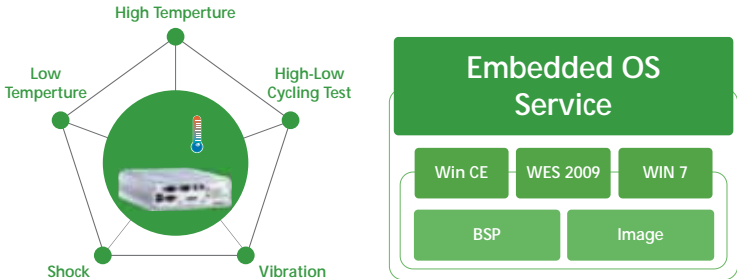 High Temperture
Low
Temperture
High-Low
Cycling Test
Shock
Vibration
Embedded OS
Service
Win CE
WES 2009
WIN 7
BSP
Image